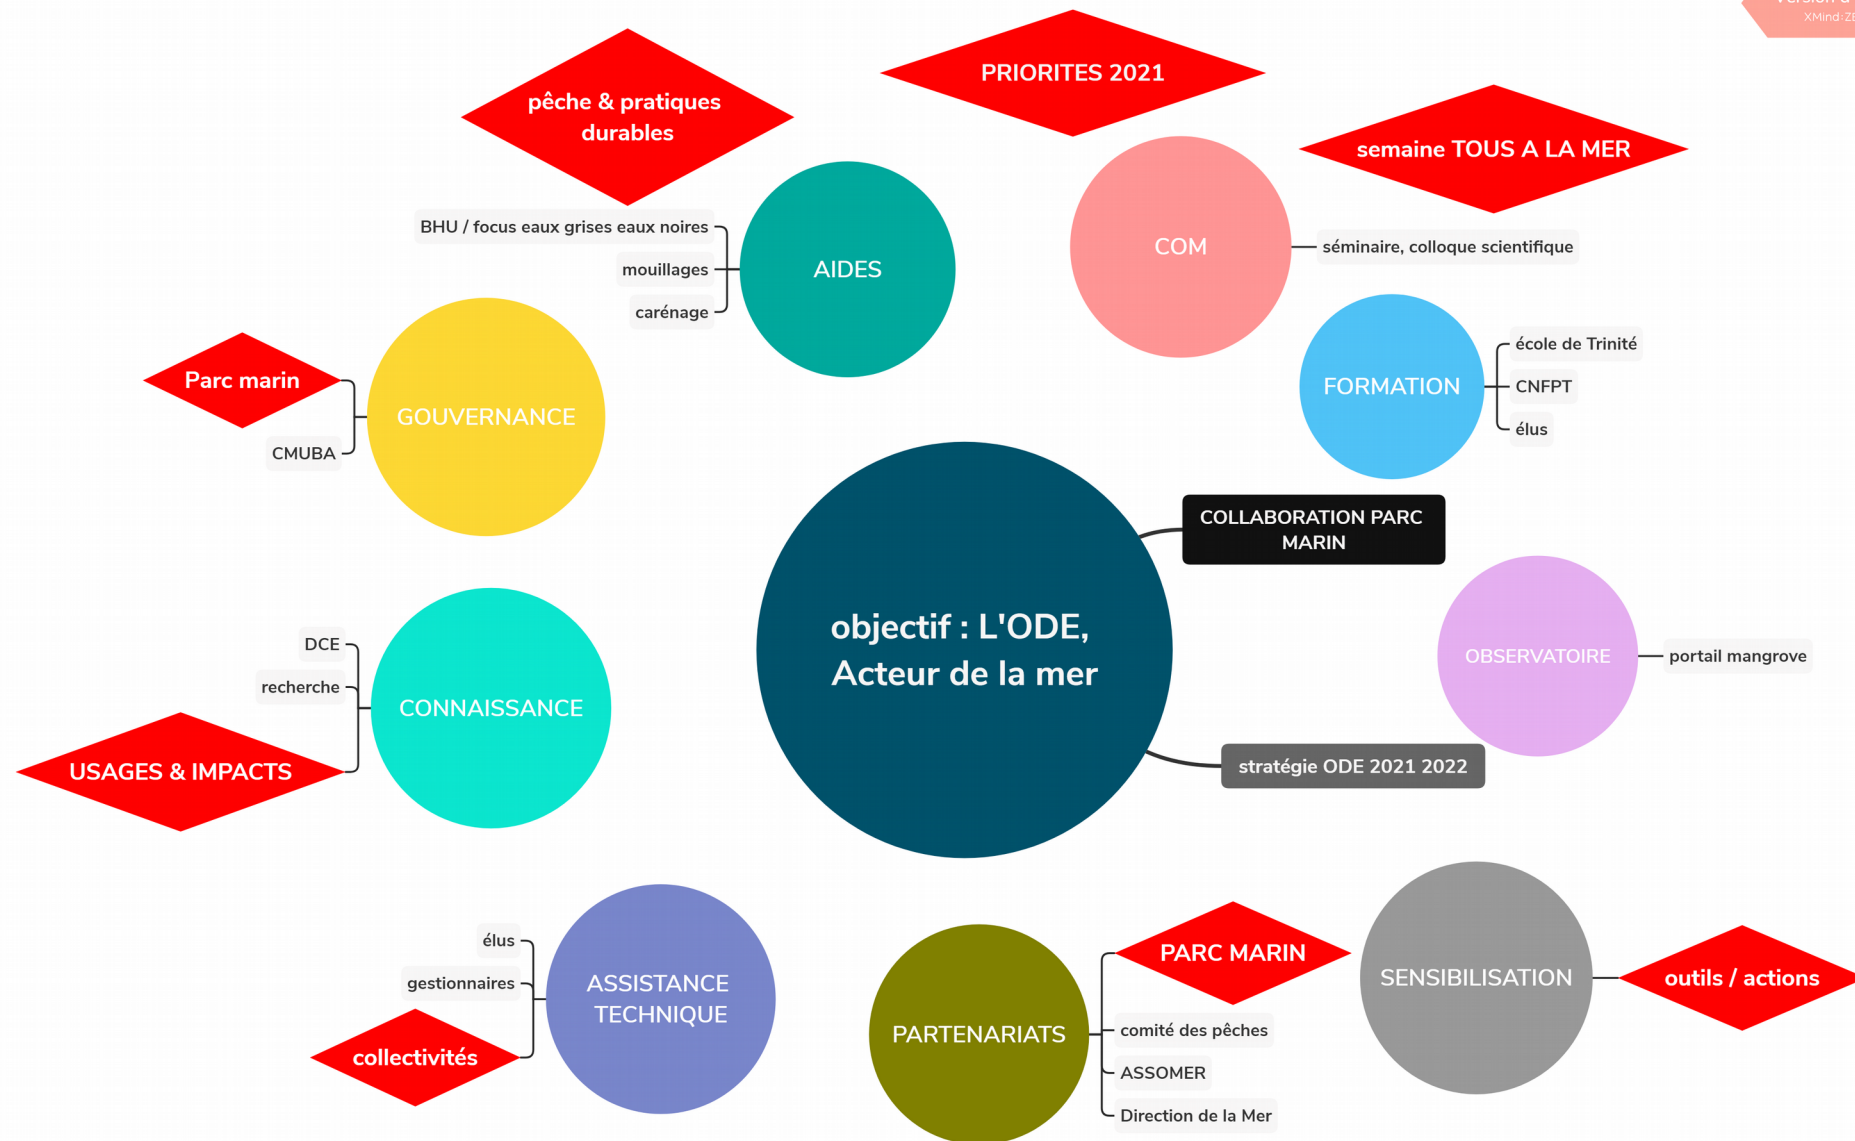 XMind:ZE
PRIORITES 2021
pêche & pratiques
durables
semaine TOUS A LA MER
BHU / focus eaux grises eaux noires
mouillages
carénage
AIDES
COM
séminaire, colloque scientifique
FORMATION
école de Trinité
CNFPT
élus
Parc marin
CMUBA
GOUVERNANCE
COLLABORATION PARC
MARIN
objectif : L'ODE,
Acteur de la mer
OBSERVATOIRE
portail mangrove
stratégie ODE 2021 2022
DCE
recherche
USAGES & IMPACTS
CONNAISSANCE
élus
gestionnaires
collectivités
ASSISTANCE
TECHNIQUE
PARTENARIATS
PARC MARIN
comité des pêches
ASSOMER
Direction de la Mer
SENSIBILISATION
outils / actions